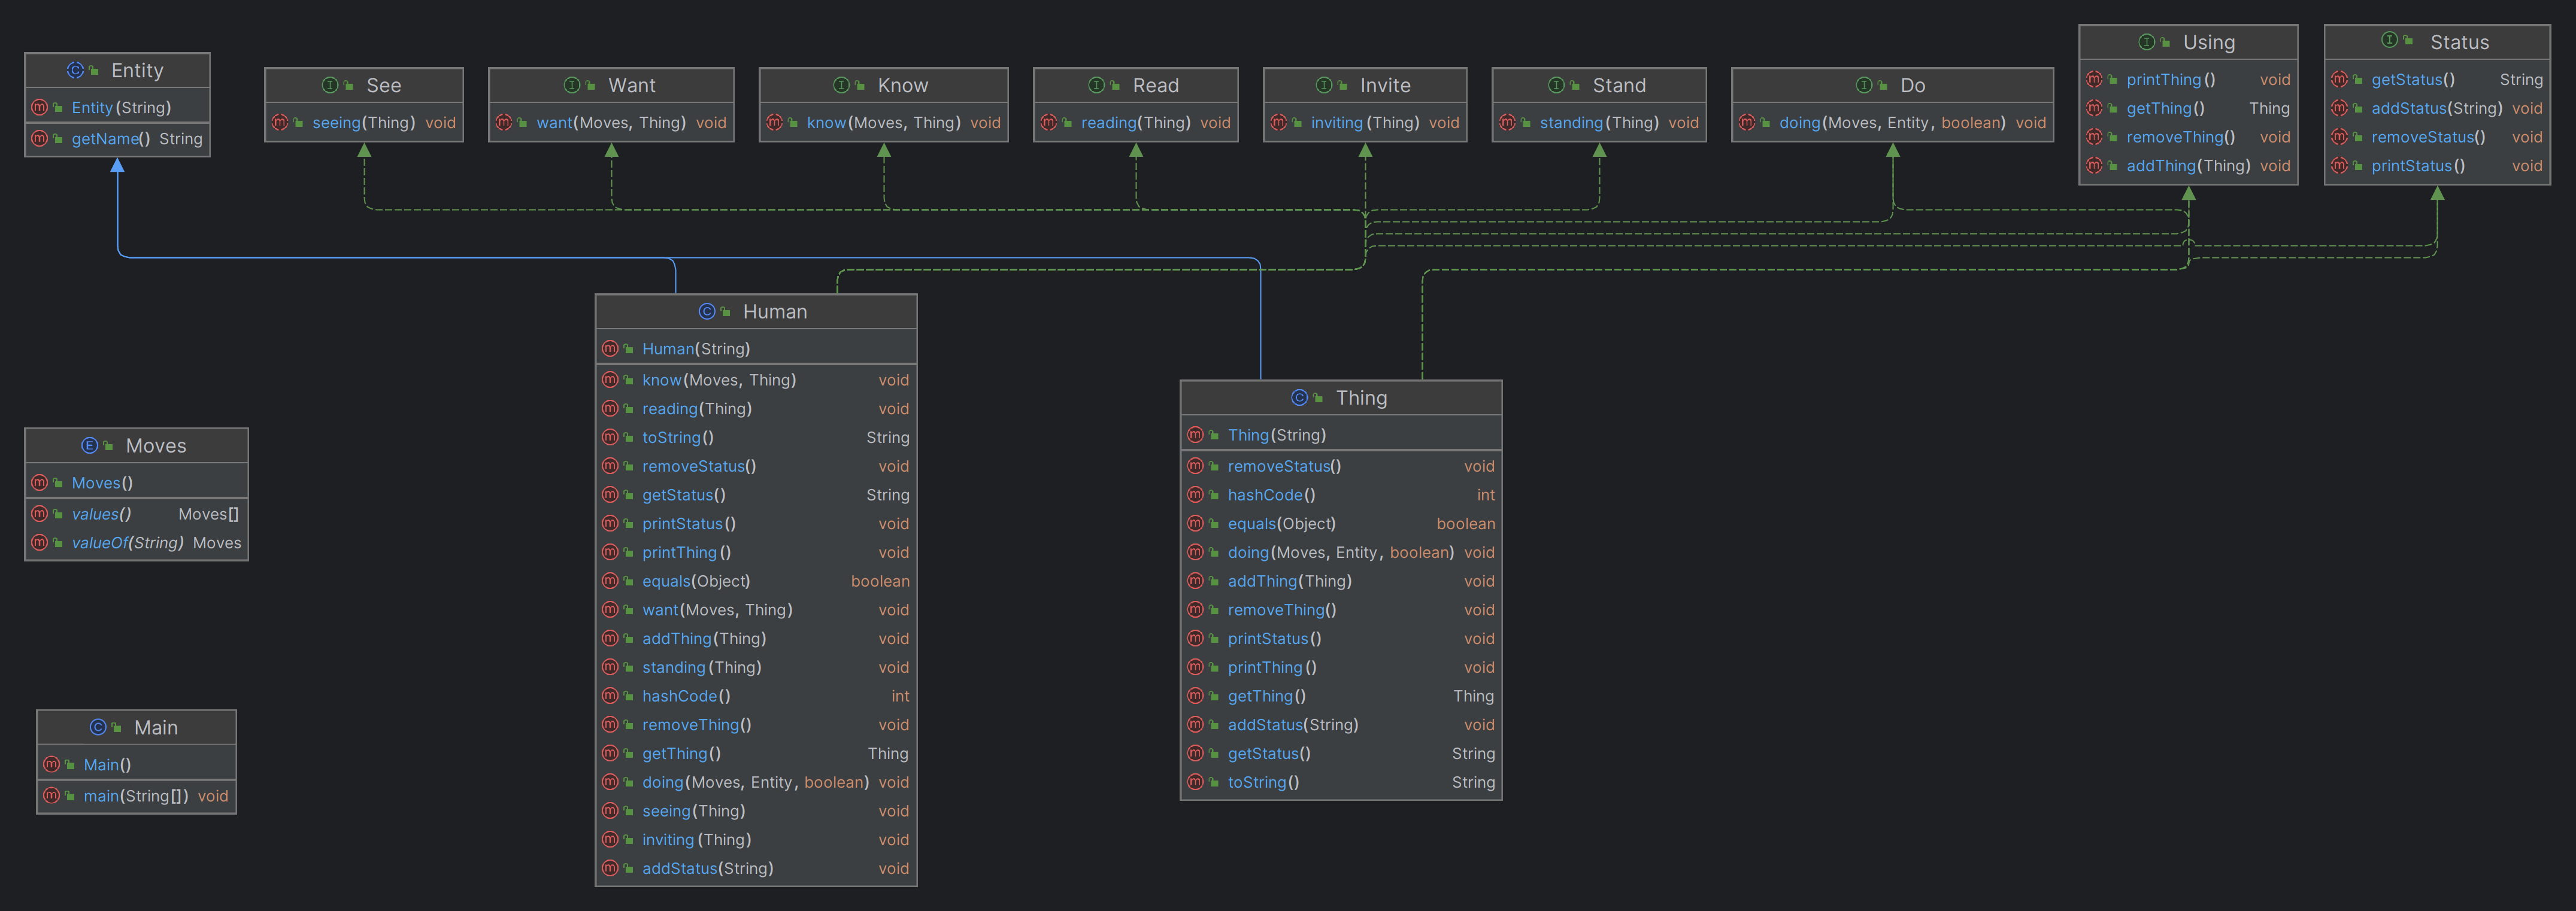 Entity
Entity(String)
getName() String
See
seeing(Thing) void
Want
want(Moves, Thing) void
Know
know(Moves, Thing) void
Read
reading(Thing) void
Invite
inviting(Thing) void
Stand
standing(Thing) void
Do
doing(Moves, Entity, boolean) void
Using
printThing() void
getThing() Thing
removeThing() void
addThing(Thing) void
Status
getStatus() String
addStatus(String) void
removeStatus() void
printStatus() void
Human
Human(String)
know(Moves, Thing) void
reading(Thing) void
toString() String
removeStatus() void
getStatus() String
printStatus() void
printThing() void
equals(Object) boolean
want(Moves, Thing) void
addThing(Thing) void
standing(Thing) void
hashCode() int
removeThing() void
getThing() Thing
doing(Moves, Entity, boolean) void
seeing(Thing) void
inviting(Thing) void
addStatus(String) void
Thing
Thing(String)
removeStatus() void
hashCode() int
equals(Object) boolean
doing(Moves, Entity, boolean) void
addThing(Thing) void
removeThing() void
printStatus() void
printThing() void
getThing() Thing
addStatus(String) void
getStatus() String
toString() String
Moves
Moves()
values() Moves[]
valueOf(String) Moves
Main
Main()
main(String[]) void